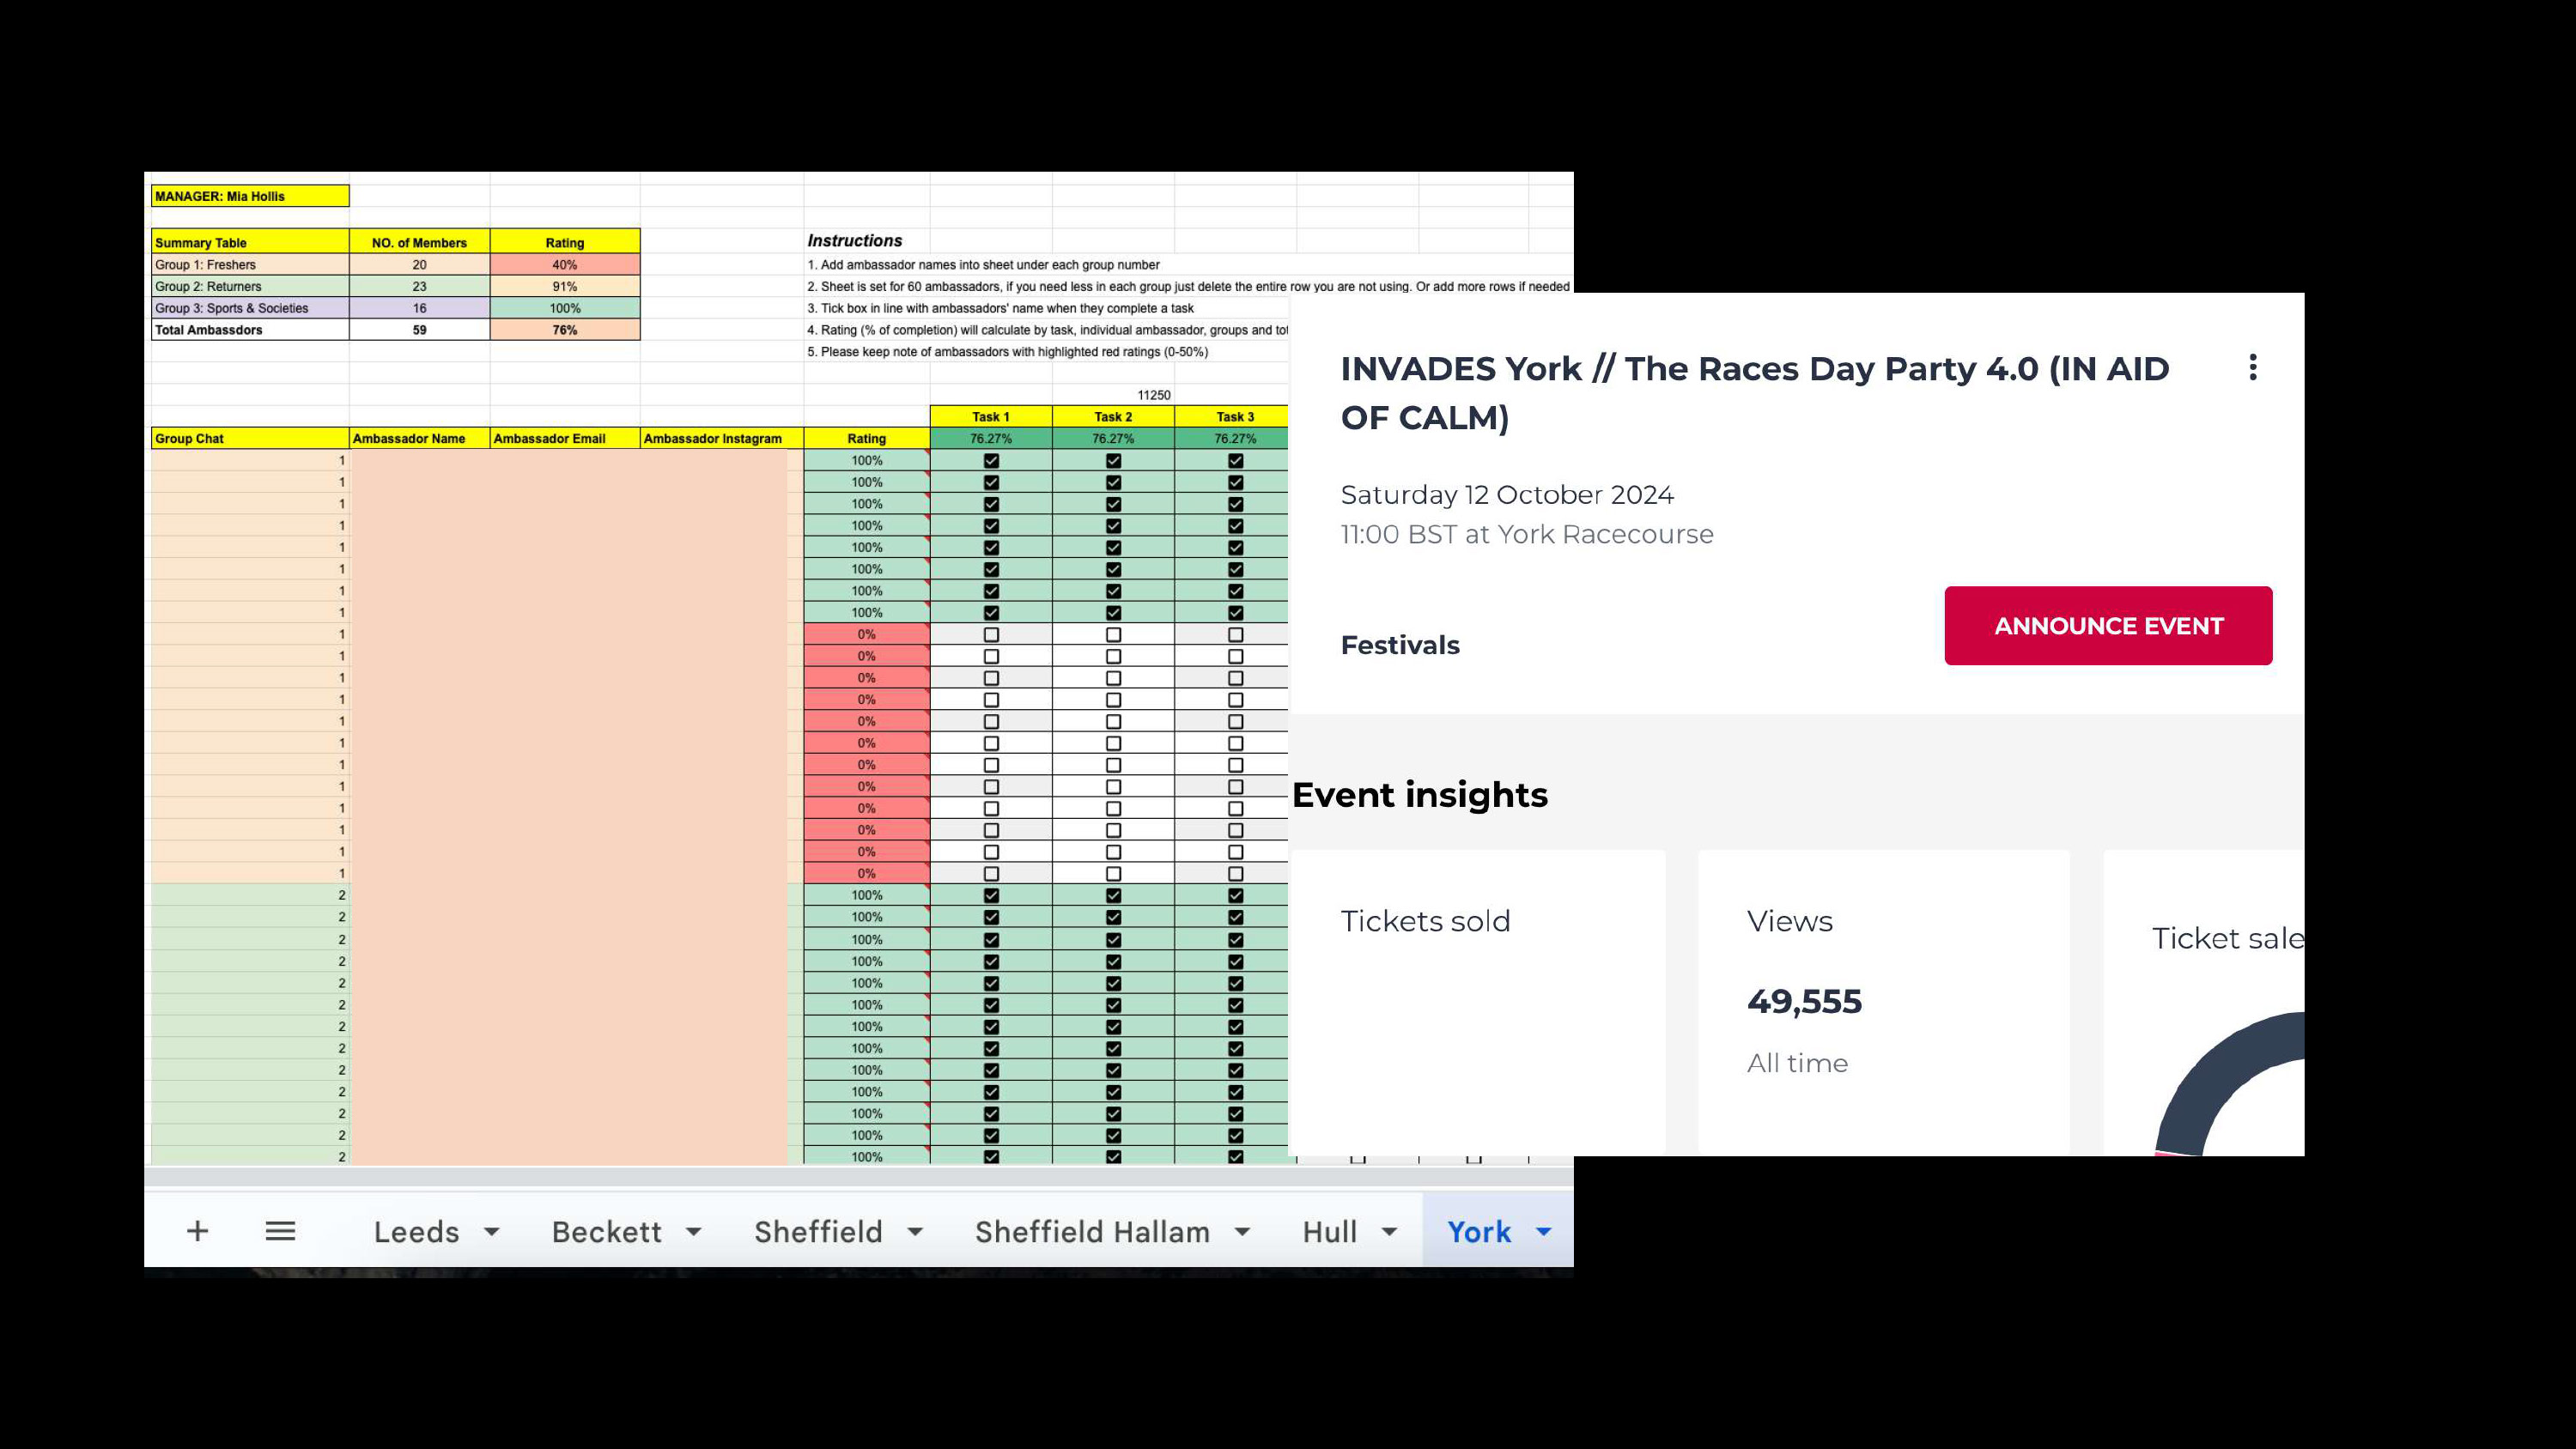 MANAGER: Mia Hollis
Summary Table NO. of Members Rating
Group 1: Freshers 20 40%
Group 2: Returners 23 91%
Group 3: Sports & Societies 16 100%
Total Ambassdors 59 76%
Instructions
1. Add ambassador names into sheet under each group number
2. Sheet is set for 60 ambassadors, if you need less in each group just delete the entire row you are not using. Or add more rows if needed
3. Tick box in line with ambassadors' name when they complete a task
4. Rating (% of completion) will calculate by task, individual ambassador, groups and
5. Please keep note of ambassadors with highlighted red ratings (0-50%)
11250
Task 1 Task 2 Task 3
Group Chat Ambassador Name Ambassador Email Ambassador Instagram Rating 76.27% 76.27% 76.27%
1 100%
1 100%
1 100%
1 100%
1 100%
1 100%
1 100%
1 100%
1 0%
1 0%
1 0%
1 0%
1 0%
1 0%
1 0%
1 0%
1 0%
1 0%
1 0%
1 0%
2 100%
2 100%
2 100%
2 100%
2 100%
2 100%
2 100%
2 100%
2 100%
2 100%
2 100%
2 100%
2 100%
+ Leeds Beckett Sheffield Sheffield Hallam Hull York
INVADES York // The Races Day Party 4.0 (IN AID
OF CALM)
Saturday 12 October 2024
11:00 BST at York Racecourse
ANNOUNCE EVENT
Festivals
Event insights
Tickets sold
Views
49,555
All time
Ticket sale